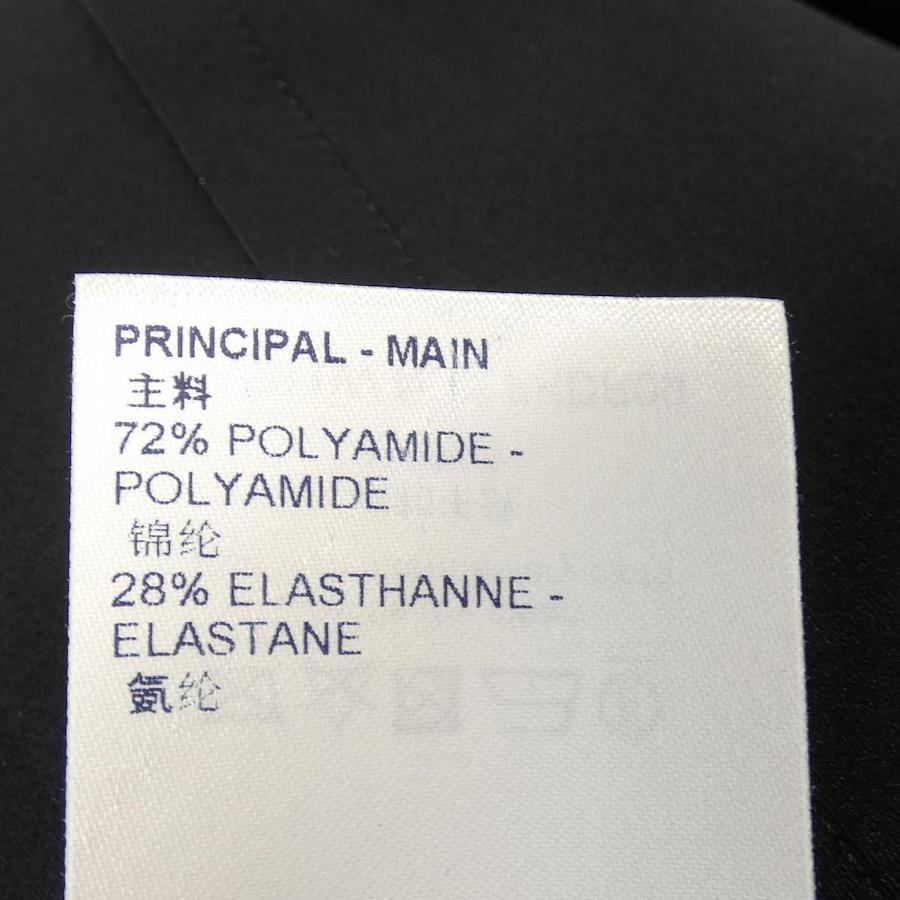 PRINCIPAL - MAIN
主料
72% POLYAMIDE -
POLYAMIDE
锦纶
28% ELASTHANNE -
ELASTANE
氨纶